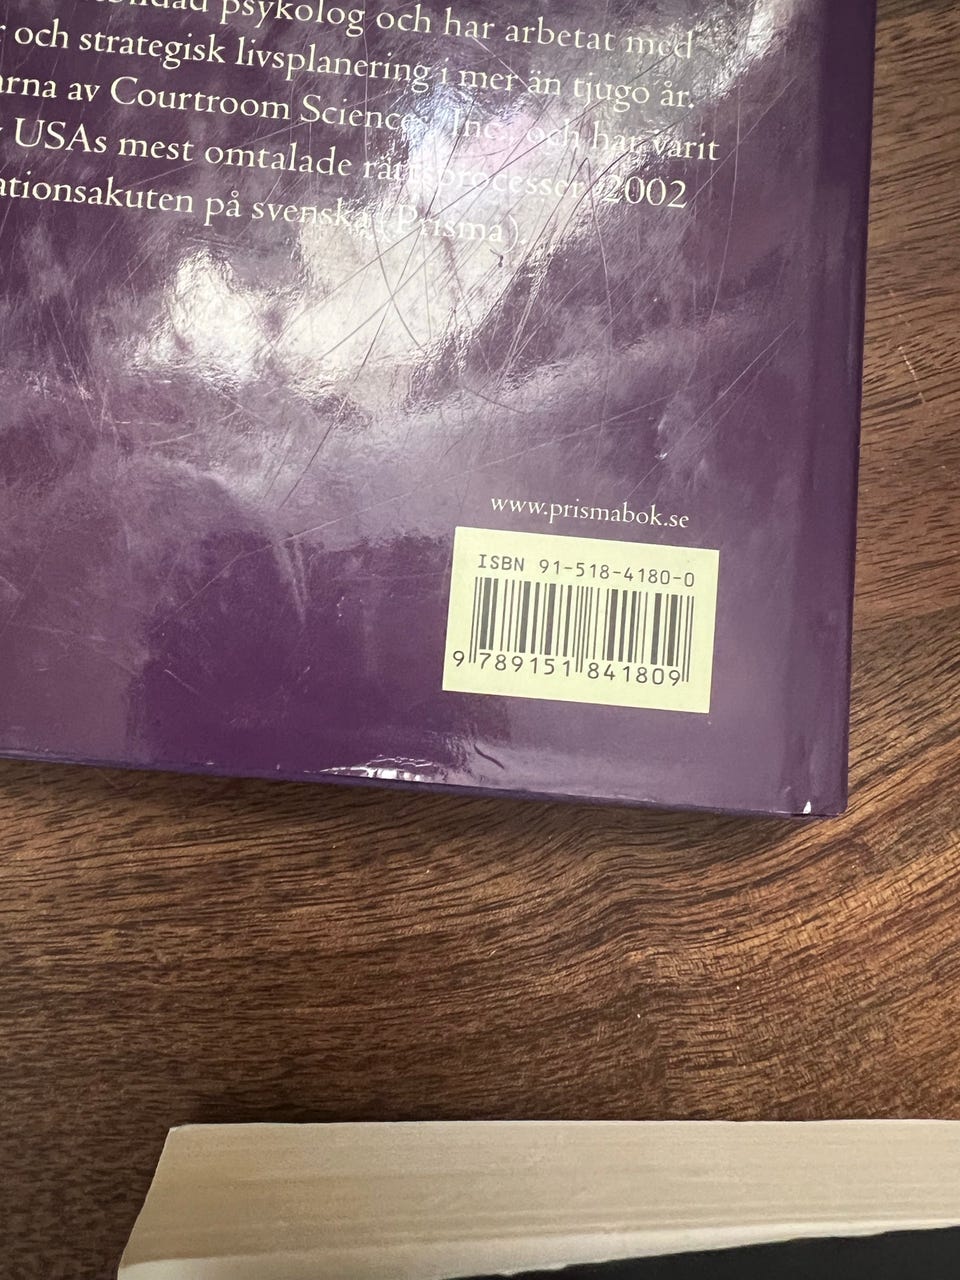 psykolog och har arbetat med
och strategisk livsplanering i mer än tjugo år.
av Courtroom Sciences, Inc., och har varit
USAs mest omtalade rättsprocesser. 2002
på svenska (Prisma).
www.prismabok.se
ISBN 91-518-4180-0
9 789151 841809